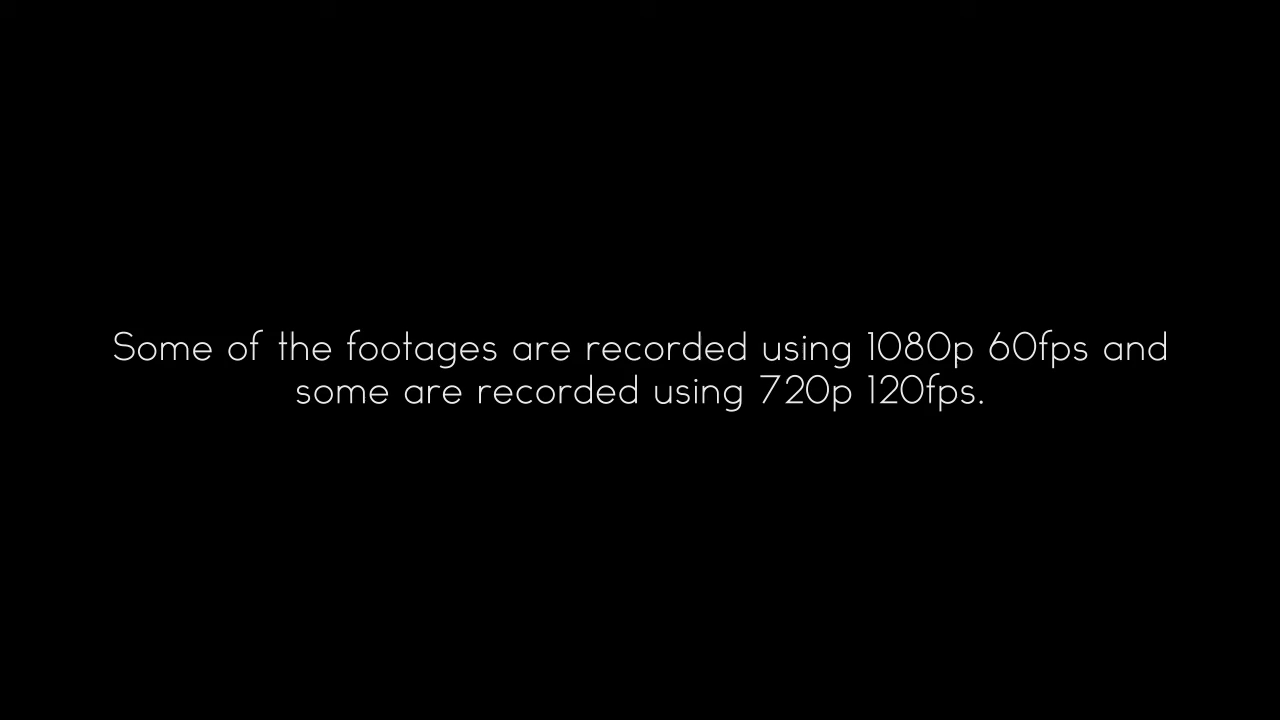 Some of the footages are recorded using 1080p 60fps and
some are recorded using 720p 120fps.